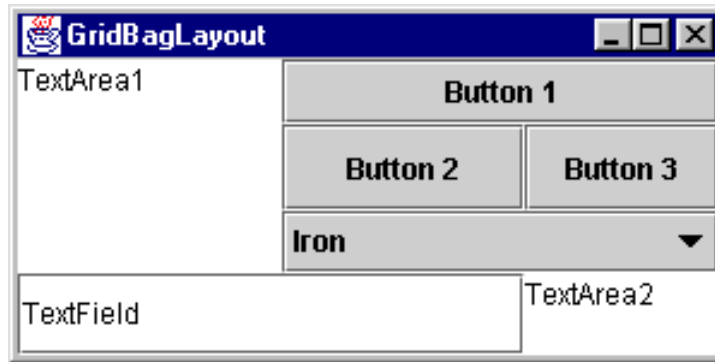 GridBagLayout
TextArea1
Button 1
Button 2
Button 3
Iron
TextField
TextArea2